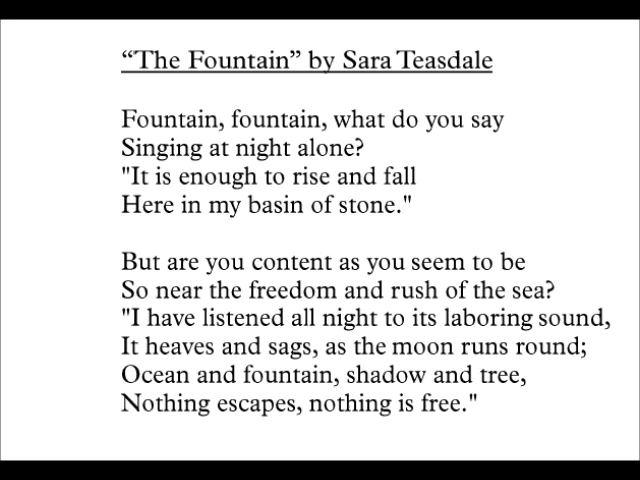 “The Fountain” by Sara Teasdale
Fountain, fountain, what do you say
Singing at night alone?
"It is enough to rise and fall
Here in my basin of stone."
But are you content as you seem to be
So near the freedom and rush of the sea?
"I have listened all night to its laboring sound,
It heaves and sags, as the moon runs round;
Ocean and fountain, shadow and tree,
Nothing escapes, nothing is free."